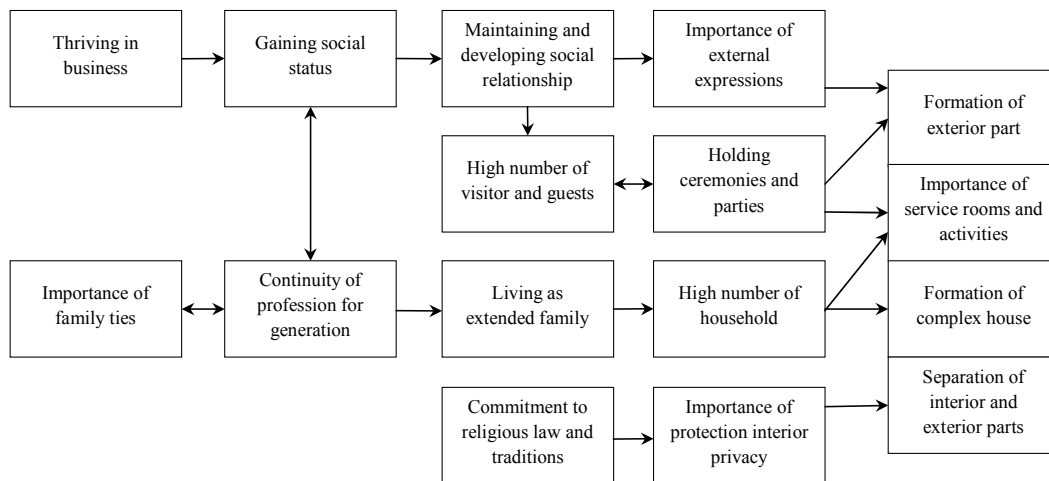 Thriving in
business
Gaining social
status
Maintaining and
developing social
relationship
Importance of
external
expressions
Formation of
exterior part
High number of
visitor and guests
Holding
ceremonies and
parties
Importance of
service rooms and
activities
Importance of
family ties
Continuity of
profession for
generation
Living as
extended family
High number of
household
Formation of
complex house
Commitment to
religious law and
traditions
Importance of
protection interior
privacy
Separation of
interior and
exterior parts